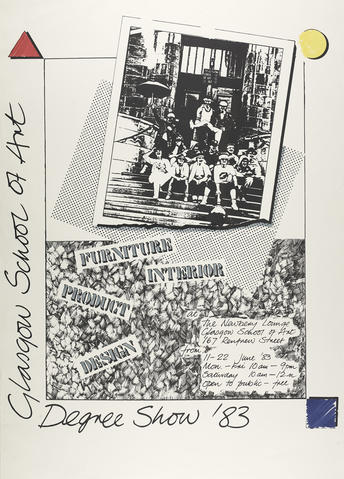 Glasgow School of Art
FURNITURE
INTERIOR
PRODUCT
DESIGN
at
The Newbery Lounge
Glasgow School of Art
167 Renfrew Street
from
11-22 June '83
Mon - Fri 10am - 9pm
Saturday 10am - 12n
open to public - free
Degree Show '83